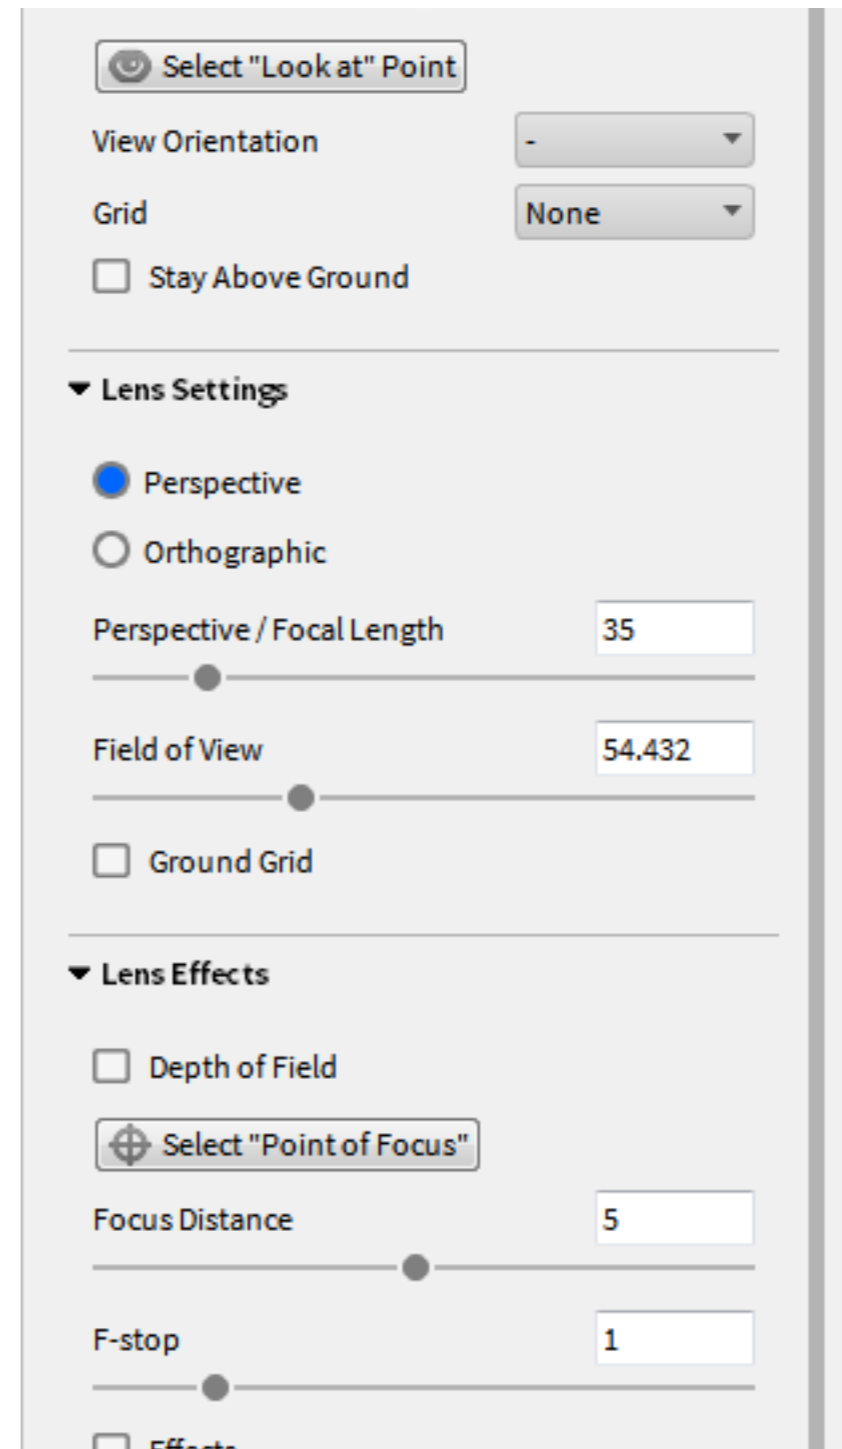 Select "Look at" Point
View Orientation -
Grid None
Stay Above Ground
Lens Settings
Perspective
Orthographic
Perspective / Focal Length 35
Field of View 54.432
Ground Grid
Lens Effects
Depth of Field
Select "Point of Focus"
Focus Distance 5
F-stop 1
Effects